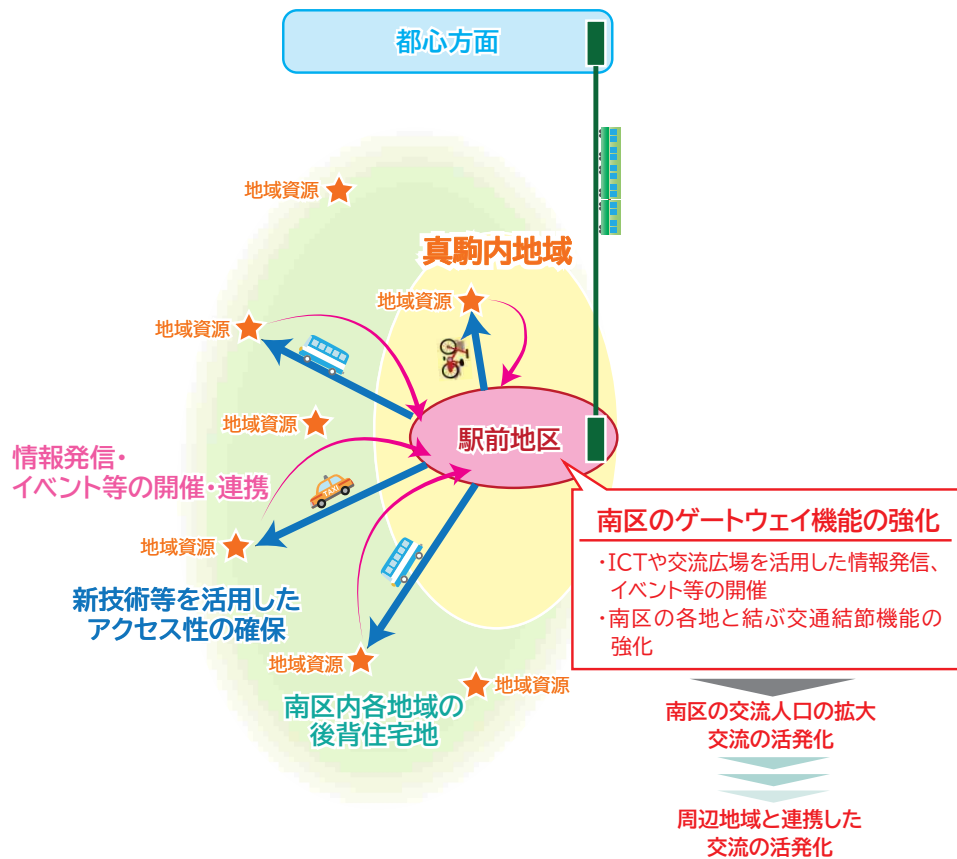 都心方面
地域資源
真駒内地域
地域資源
地域資源
地域資源
駅前地区
情報発信・
イベント等の開催・連携
TAXI
地域資源
南区のゲートウェイ機能の強化
・ICTや交流広場を活用した情報発信、
イベント等の開催
・南区の各地と結ぶ交通結節機能の
強化
新技術等を活用した
アクセス性の確保
地域資源
地域資源
南区内各地域の
後背住宅地
南区の交流人口の拡大
交流の活発化
周辺地域と連携した
交流の活発化